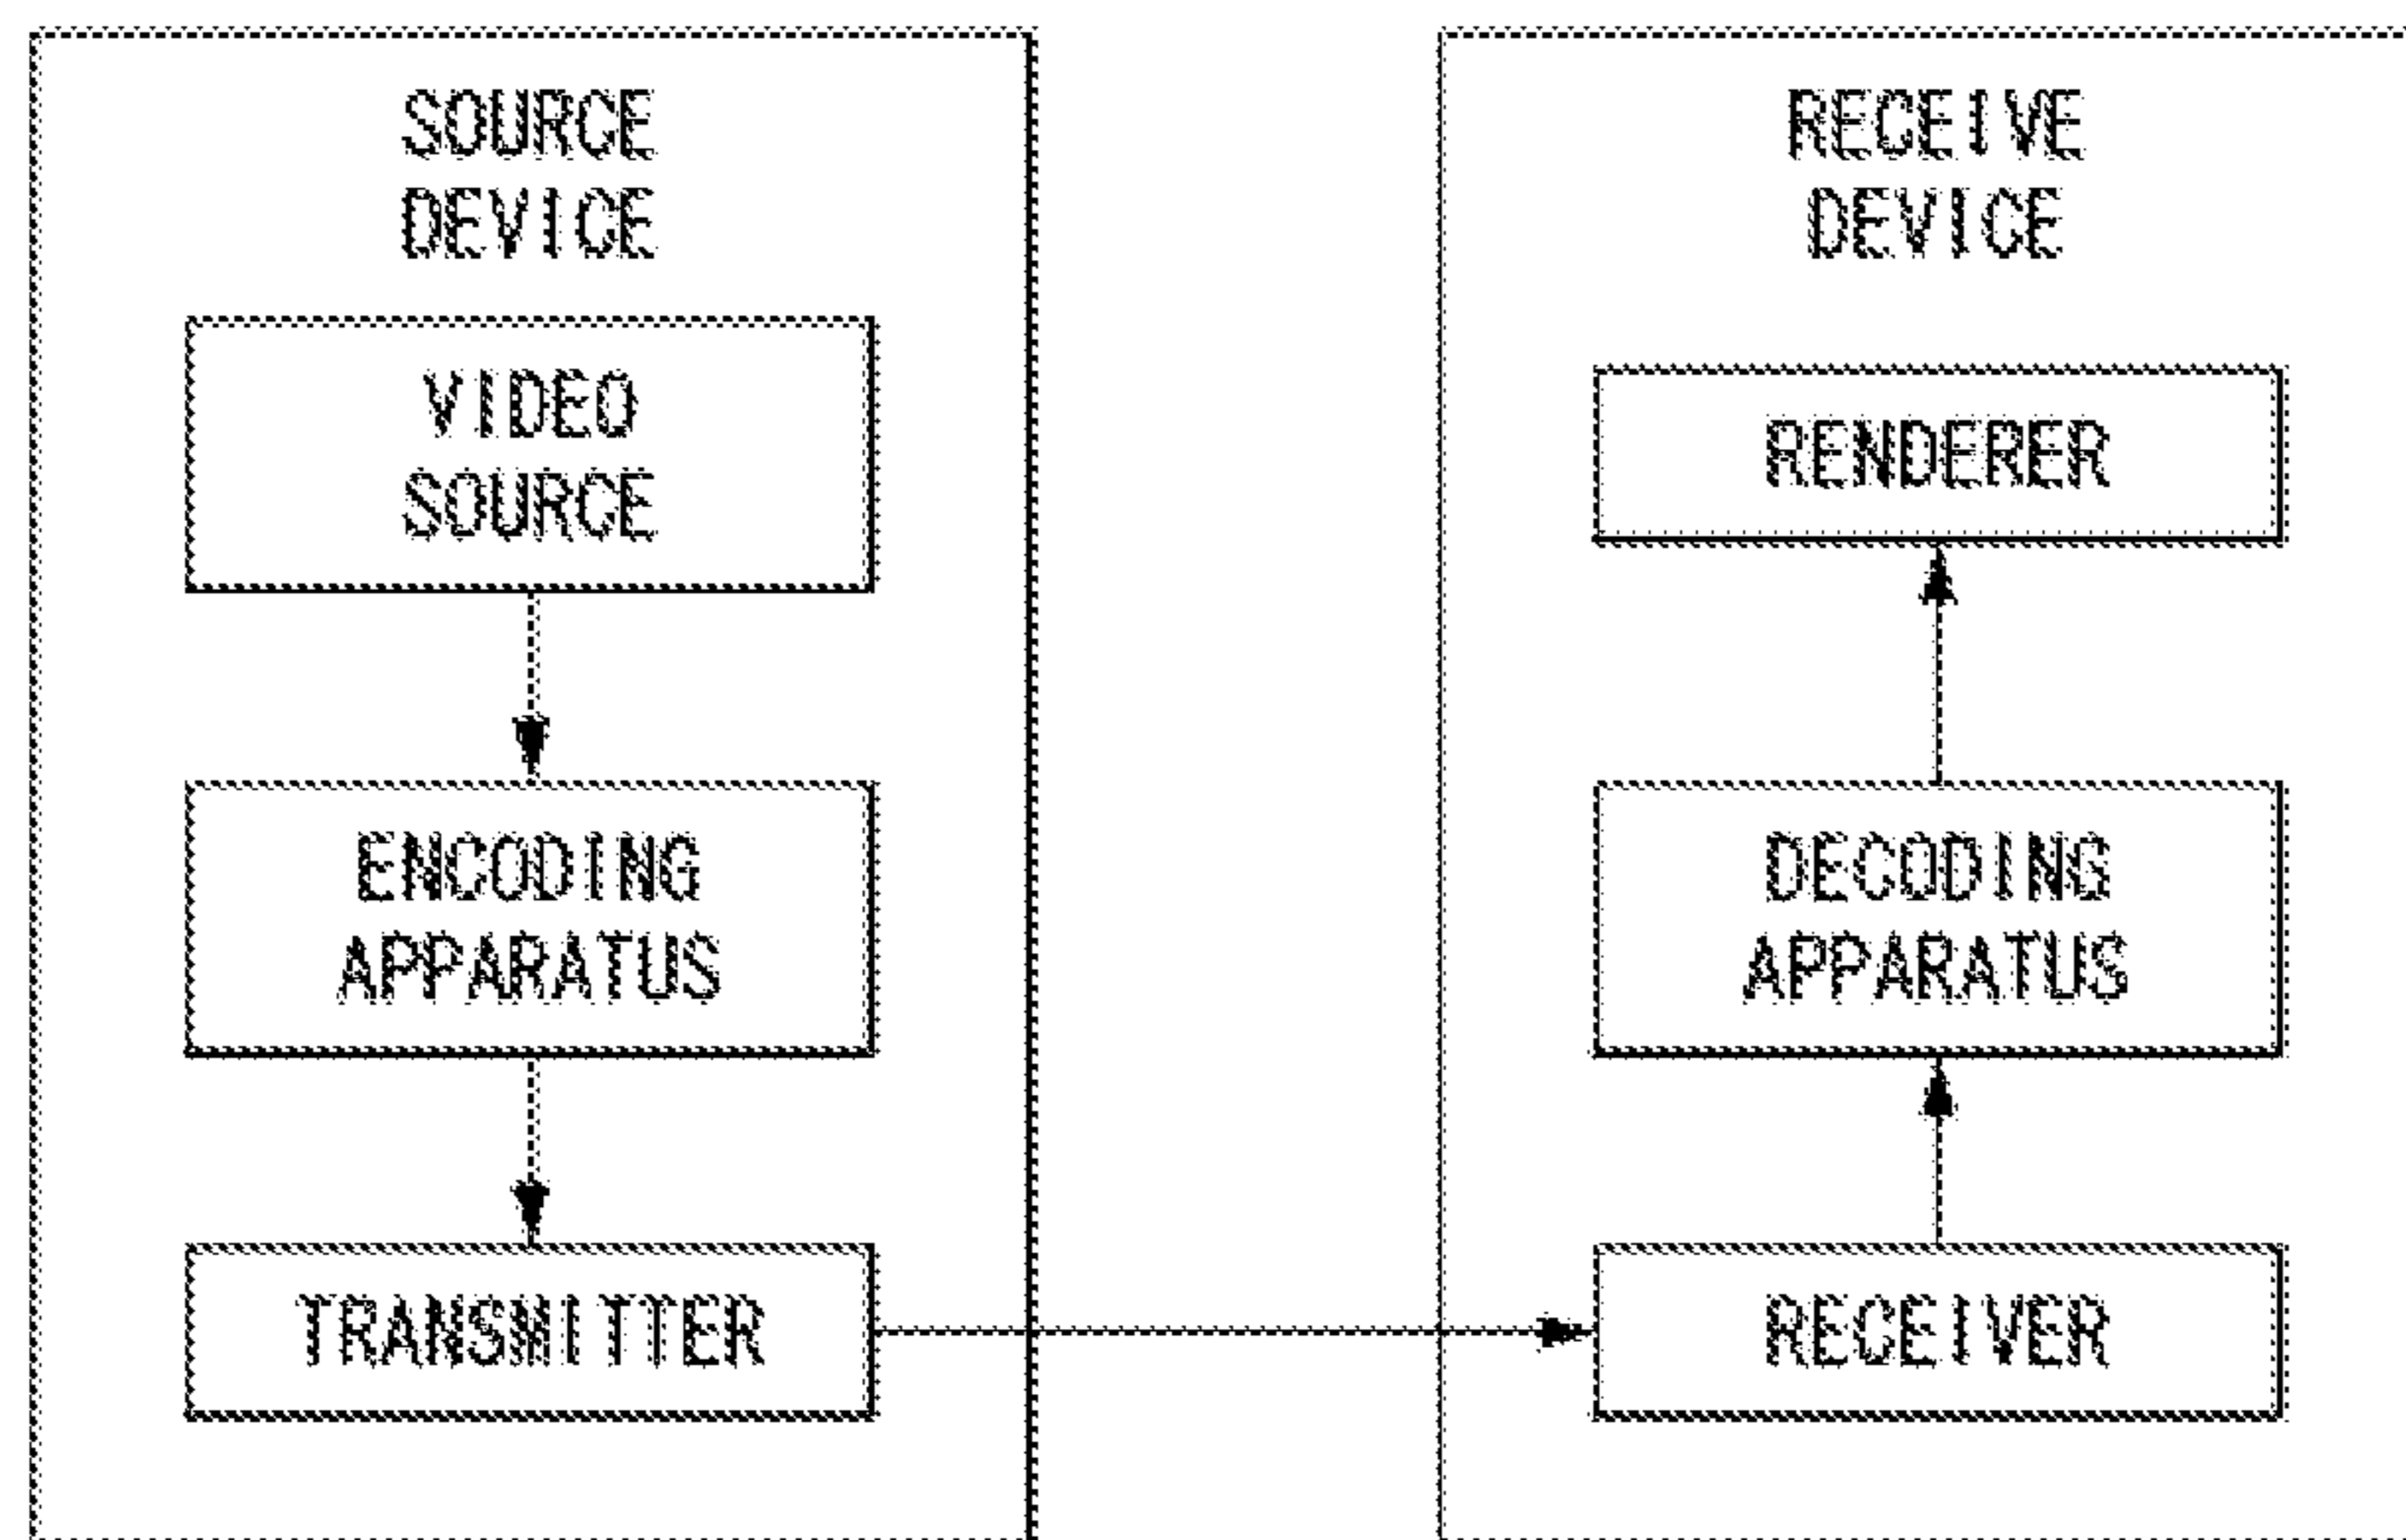 SOURCE
DEVICE
VIDEO
SOURCE
ENCODING
APPARATUS
TRANSMITTER
RECEIVE
DEVICE
RENDERER
DECODING
APPARATUS
RECEIVER